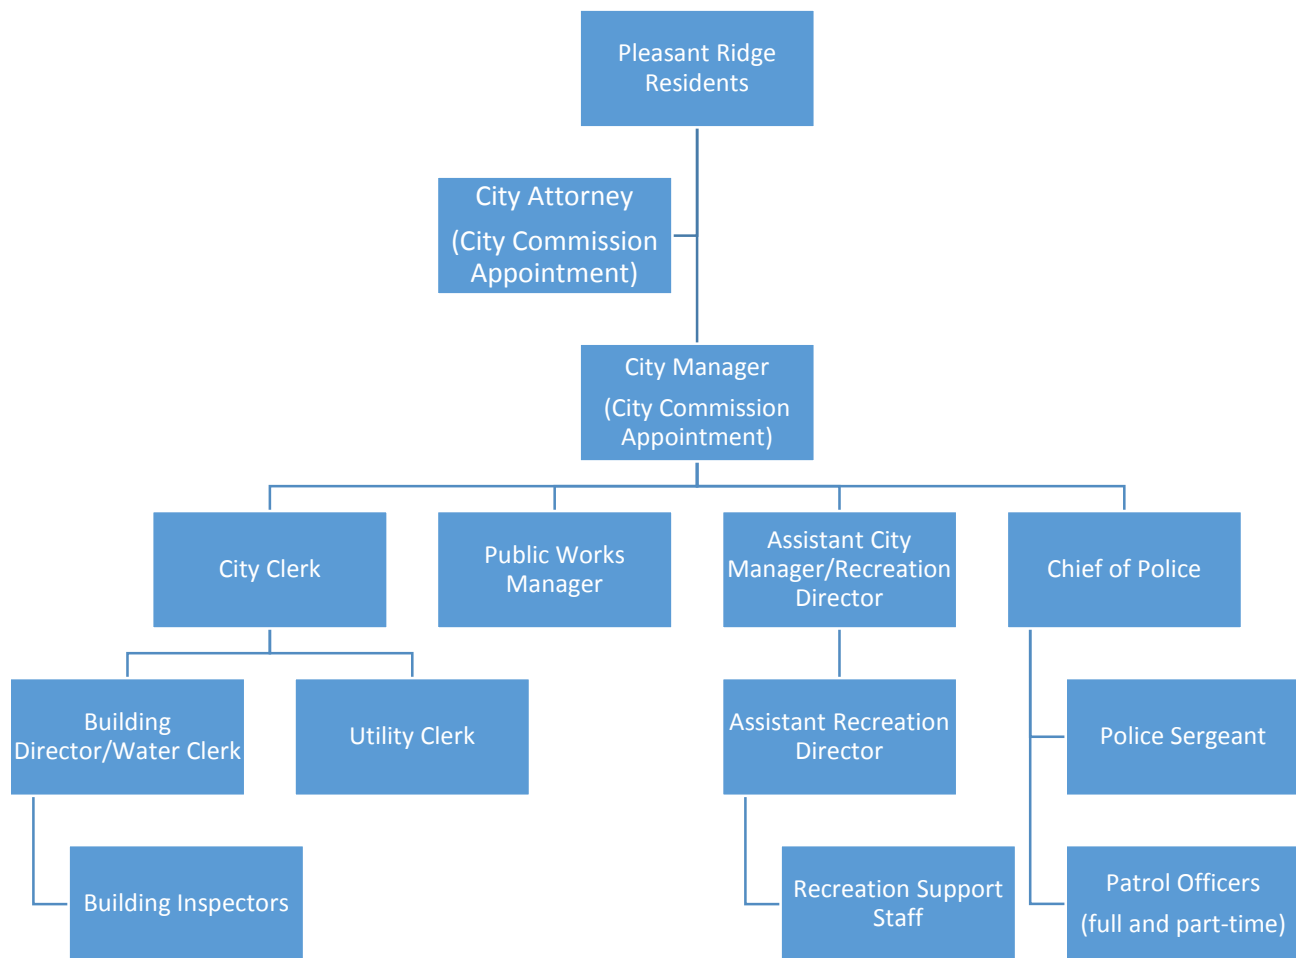 Pleasant Ridge
Residents
City Attorney
(City Commission
Appointment)
City Manager
(City Commission
Appointment)
City Clerk
Public Works
Manager
Assistant City
Manager/Recreation
Director
Chief of Police
Building
Director/Water Clerk
Utility Clerk
Assistant Recreation
Director
Police Sergeant
Building Inspectors
Recreation Support
Staff
Patrol Officers
(full and part-time)